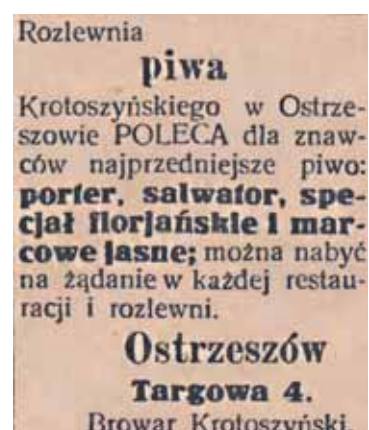 Rozlewnia
piwa
Krotoszyńskiego w Ostrze-
szowie POLECA dla znaw-
ców najprzedniejsze piwo:
porter, salwator, spe-
cjał florjańskie i mar-
cowe jasne; można nabyć
na żądanie w każdej restau-
racji i rozlewni.
Ostrzeszów
Targowa 4.
Browar Krotoszyński.